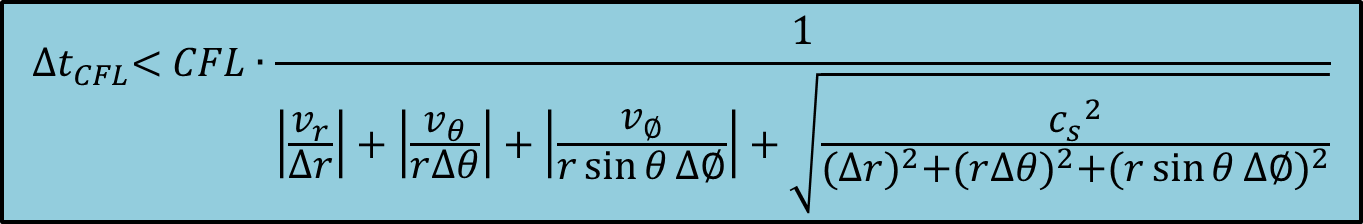 Δt_CFL < CFL · 1 / (|v_r/Δr| + |v_θ/(rΔθ)| + |v_∅/(r sin θ Δ∅)| + √(c_s²/((Δr)²+(rΔθ)²+(r sin θ Δ∅)²)))